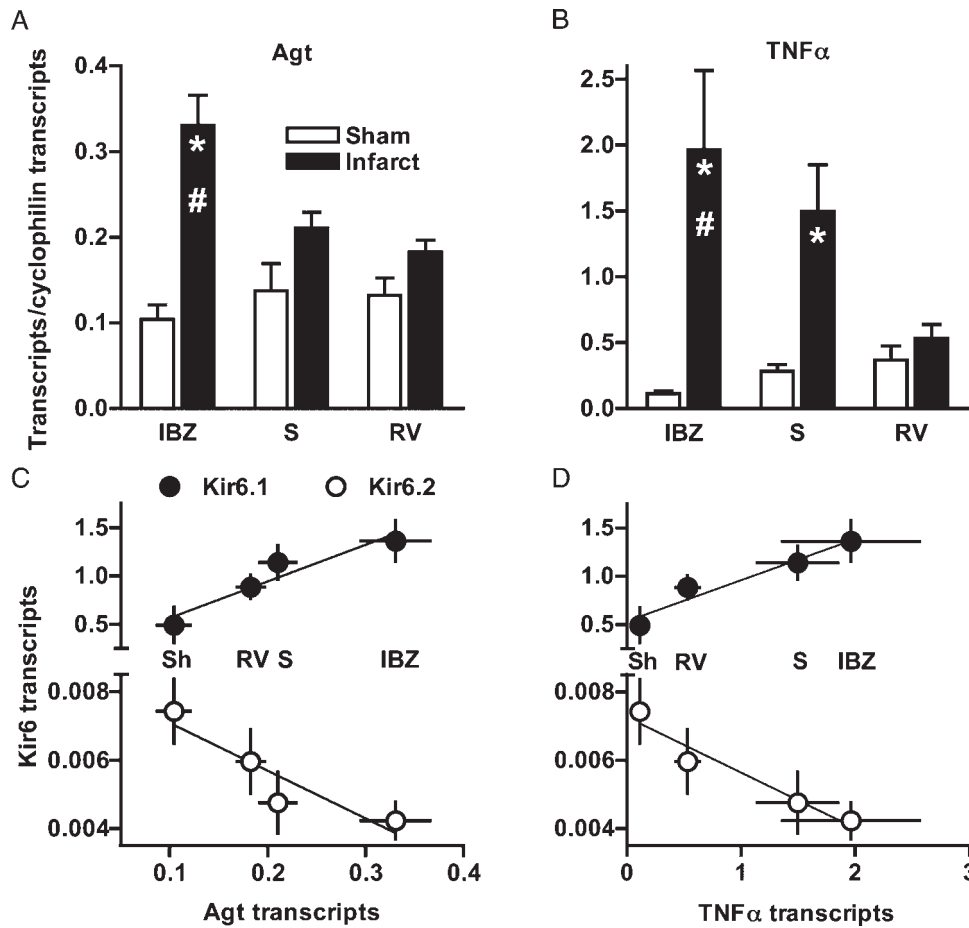 A
Agt
Transcripts/cyclophilin transcripts
0.4
0.3
0.2
0.1
0.0
Sham
Infarct
*
#
IBZ S RV
B
TNFα
2.5
2.0
1.5
1.0
0.5
0.0
*
#
*
IBZ S RV
C
Kir6.1 Kir6.2
Kir6 transcripts
1.5
1.0
0.5
Sh RV S IBZ
0.008
0.006
0.004
0.1 0.2 0.3 0.4
Agt transcripts
D
1.5
1.0
0.5
Sh RV S IBZ
0.008
0.006
0.004
0 1 2 3
TNFα transcripts